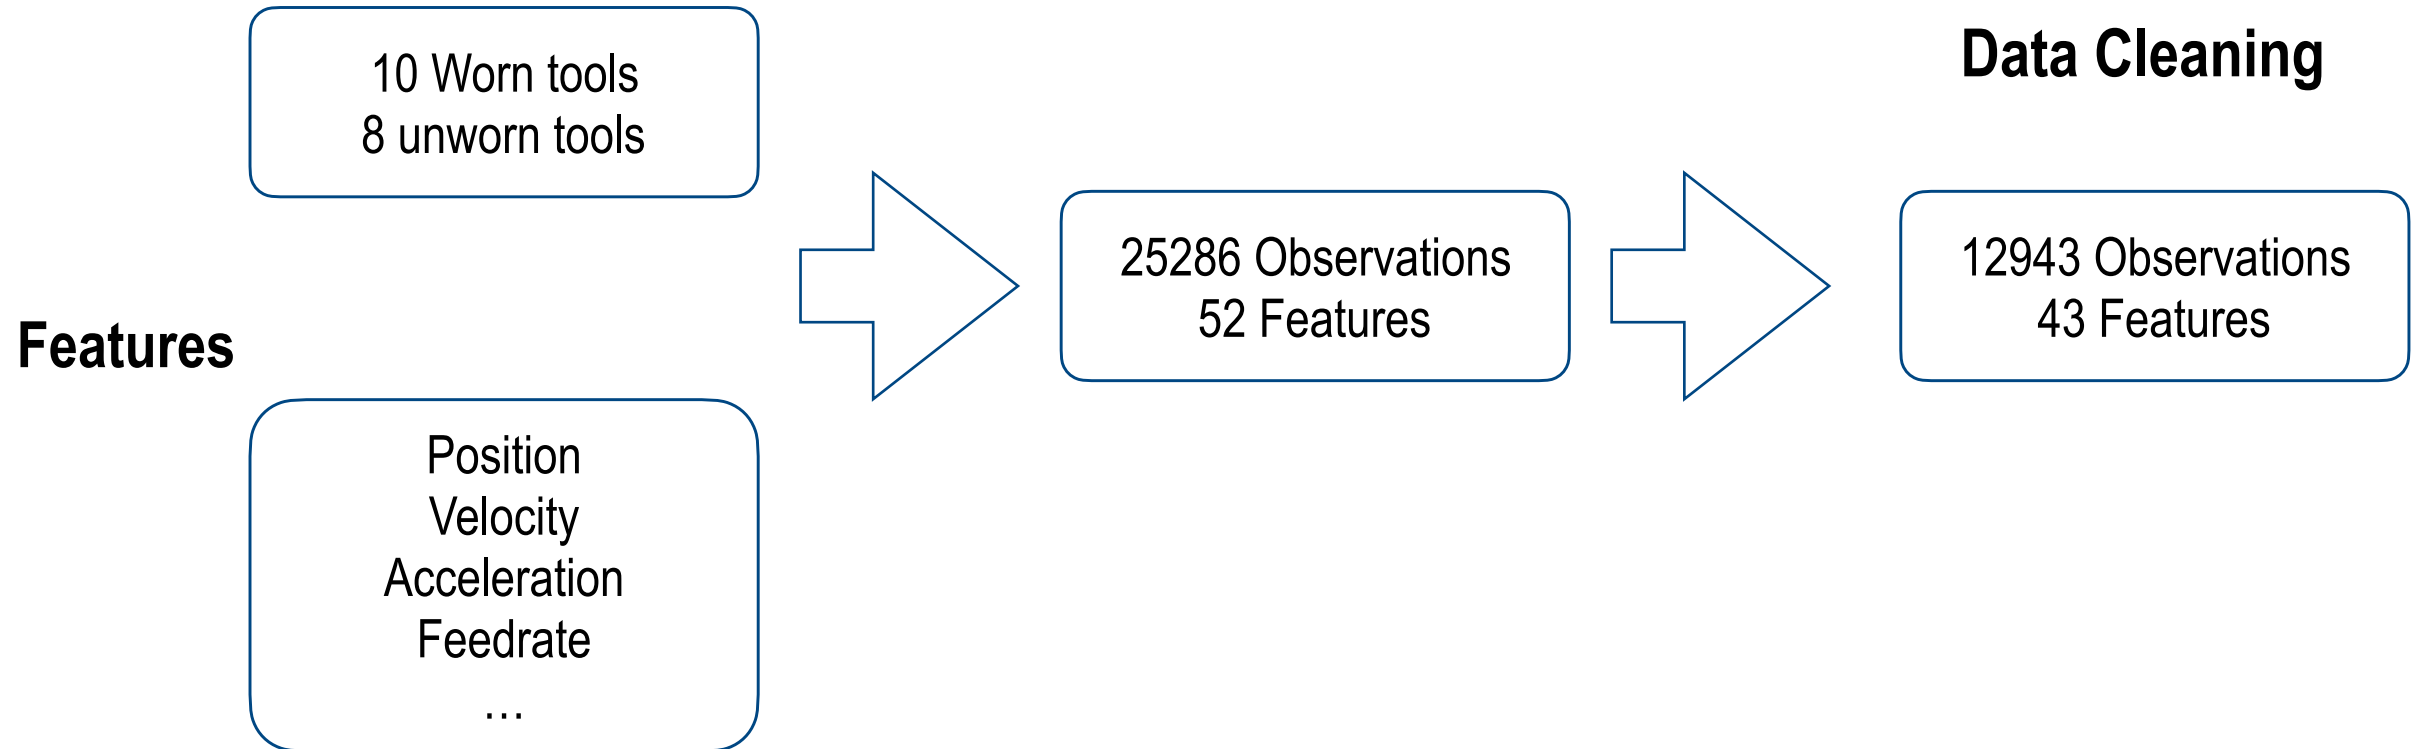 10 Worn tools
8 unworn tools
Features
Position
Velocity
Acceleration
Feedrate
…
25286 Observations
52 Features
Data Cleaning
12943 Observations
43 Features